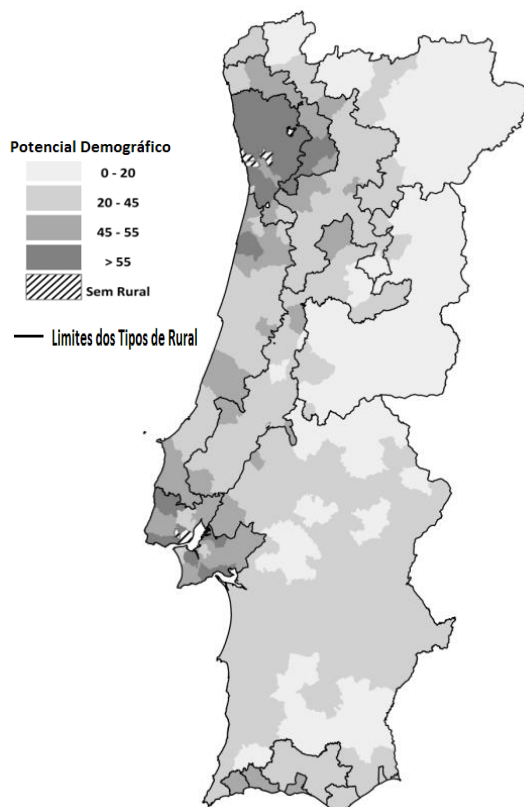 Potencial Demográfico
0 - 20
20 - 45
45 - 55
> 55
Sem Rural
Limites dos Tipos de Rural